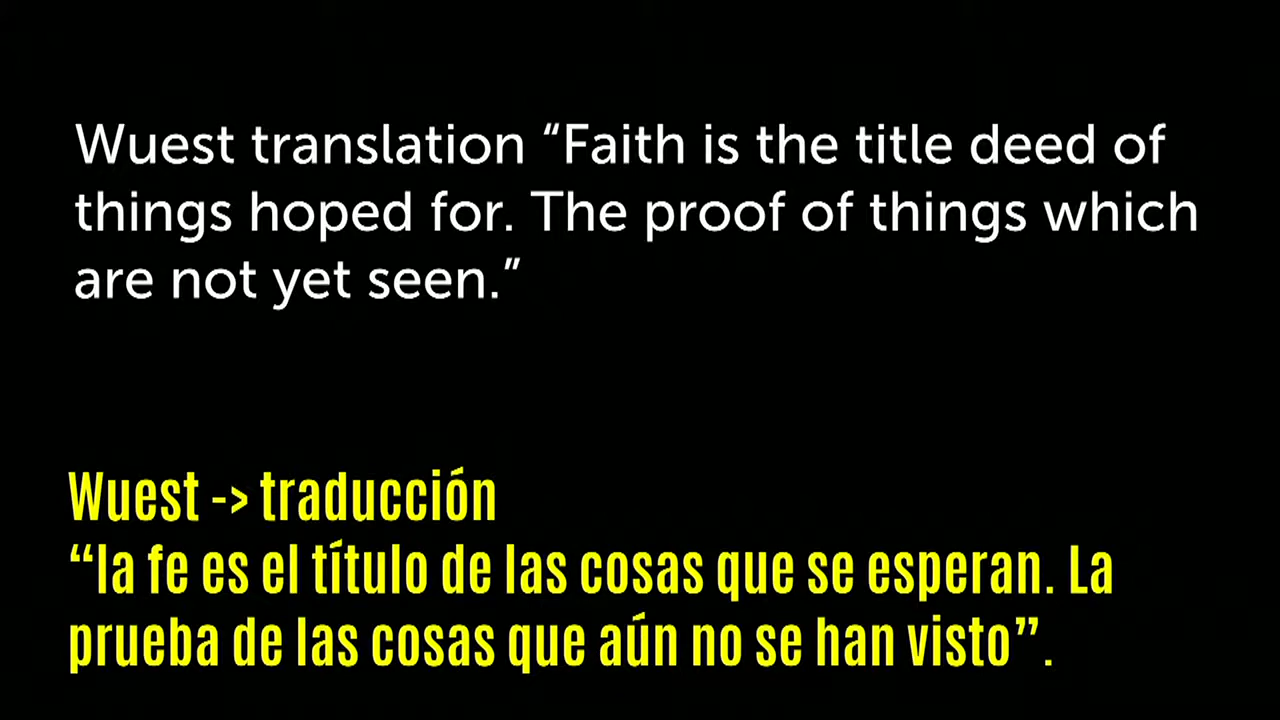 Wuest translation “Faith is the title deed of
things hoped for. The proof of things which
are not yet seen.”
Wuest -> traducción
“la fe es el título de las cosas que se esperan. La
prueba de las cosas que aún no se han visto”.